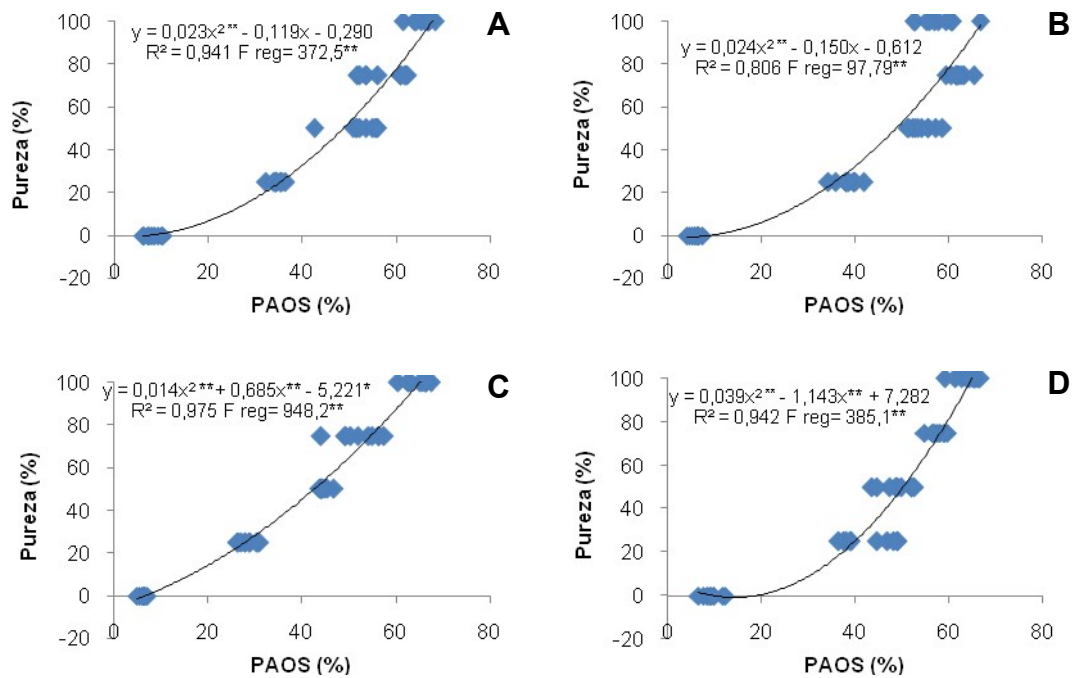 A
y = 0,023x²** - 0,119x - 0,290
R² = 0,941 F reg= 372,5**
Pureza (%)
100
80
60
40
20
0
-20
0 20 40 60 80
PAOS (%)
B
y = 0,024x²** - 0,150x - 0,612
R² = 0,806 F reg= 97,79**
Pureza (%)
100
80
60
40
20
0
-20
0 20 40 60 80
PAOS (%)
C
y = 0,014x²** + 0,685x** - 5,221*
R² = 0,975 F reg= 948,2**
Pureza (%)
100
80
60
40
20
0
-20
0 20 40 60 80
PAOS (%)
D
y = 0,039x²** - 1,143x** + 7,282
R² = 0,942 F reg= 385,1**
Pureza (%)
100
80
60
40
20
0
-20
0 20 40 60 80
PAOS (%)